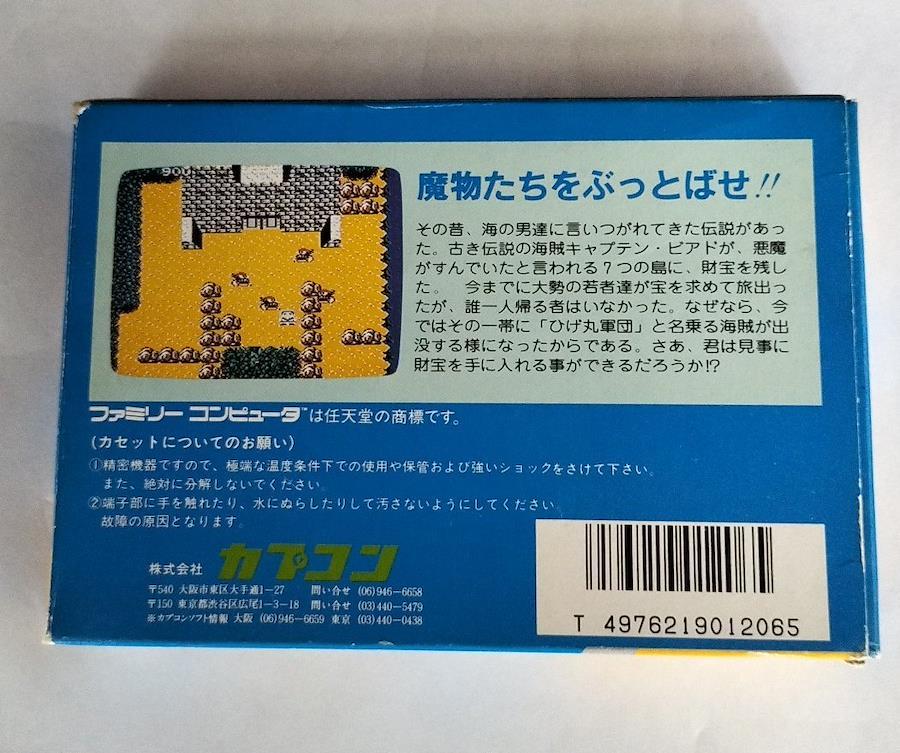 900
魔物たちをぶっとばせ!!
その昔、海の男達に言いつがれてきた伝説があっ
た。古き伝説の海賊キャプテン・ビアドが、悪魔
がすんでいたと言われる7つの島に、財宝を残し
た。 今までに大勢の若者達が宝を求めて旅出っ
たが、誰一人帰る者はいなかった。なぜなら、今
ではその一帯に「ひげ丸軍団」と名乗る海賊が出
没する様になったからである。さあ、君は見事に
財宝を手に入れる事ができるだろうか!?
ファミリー コンピュータ™は任天堂の商標です。
(カセットについてのお願い)
①精密機器ですので、極端な温度条件下での使用や保管および強いショックをさけて下さい。
また、絶対に分解しないでください。
②端子部に手を触れたり、水にぬらしたりして汚さないようにしてください。
故障の原因となります。
株式会社 カプコン
〒540 大阪市東区大手通1-27 問い合せ (06)946-6658
〒150 東京都渋谷区広尾1-3-18 問い合せ (03)440-5479
※カプコンソフト情報 大阪 (06)946-6659 東京 (03)440-0438
T 4976219012065